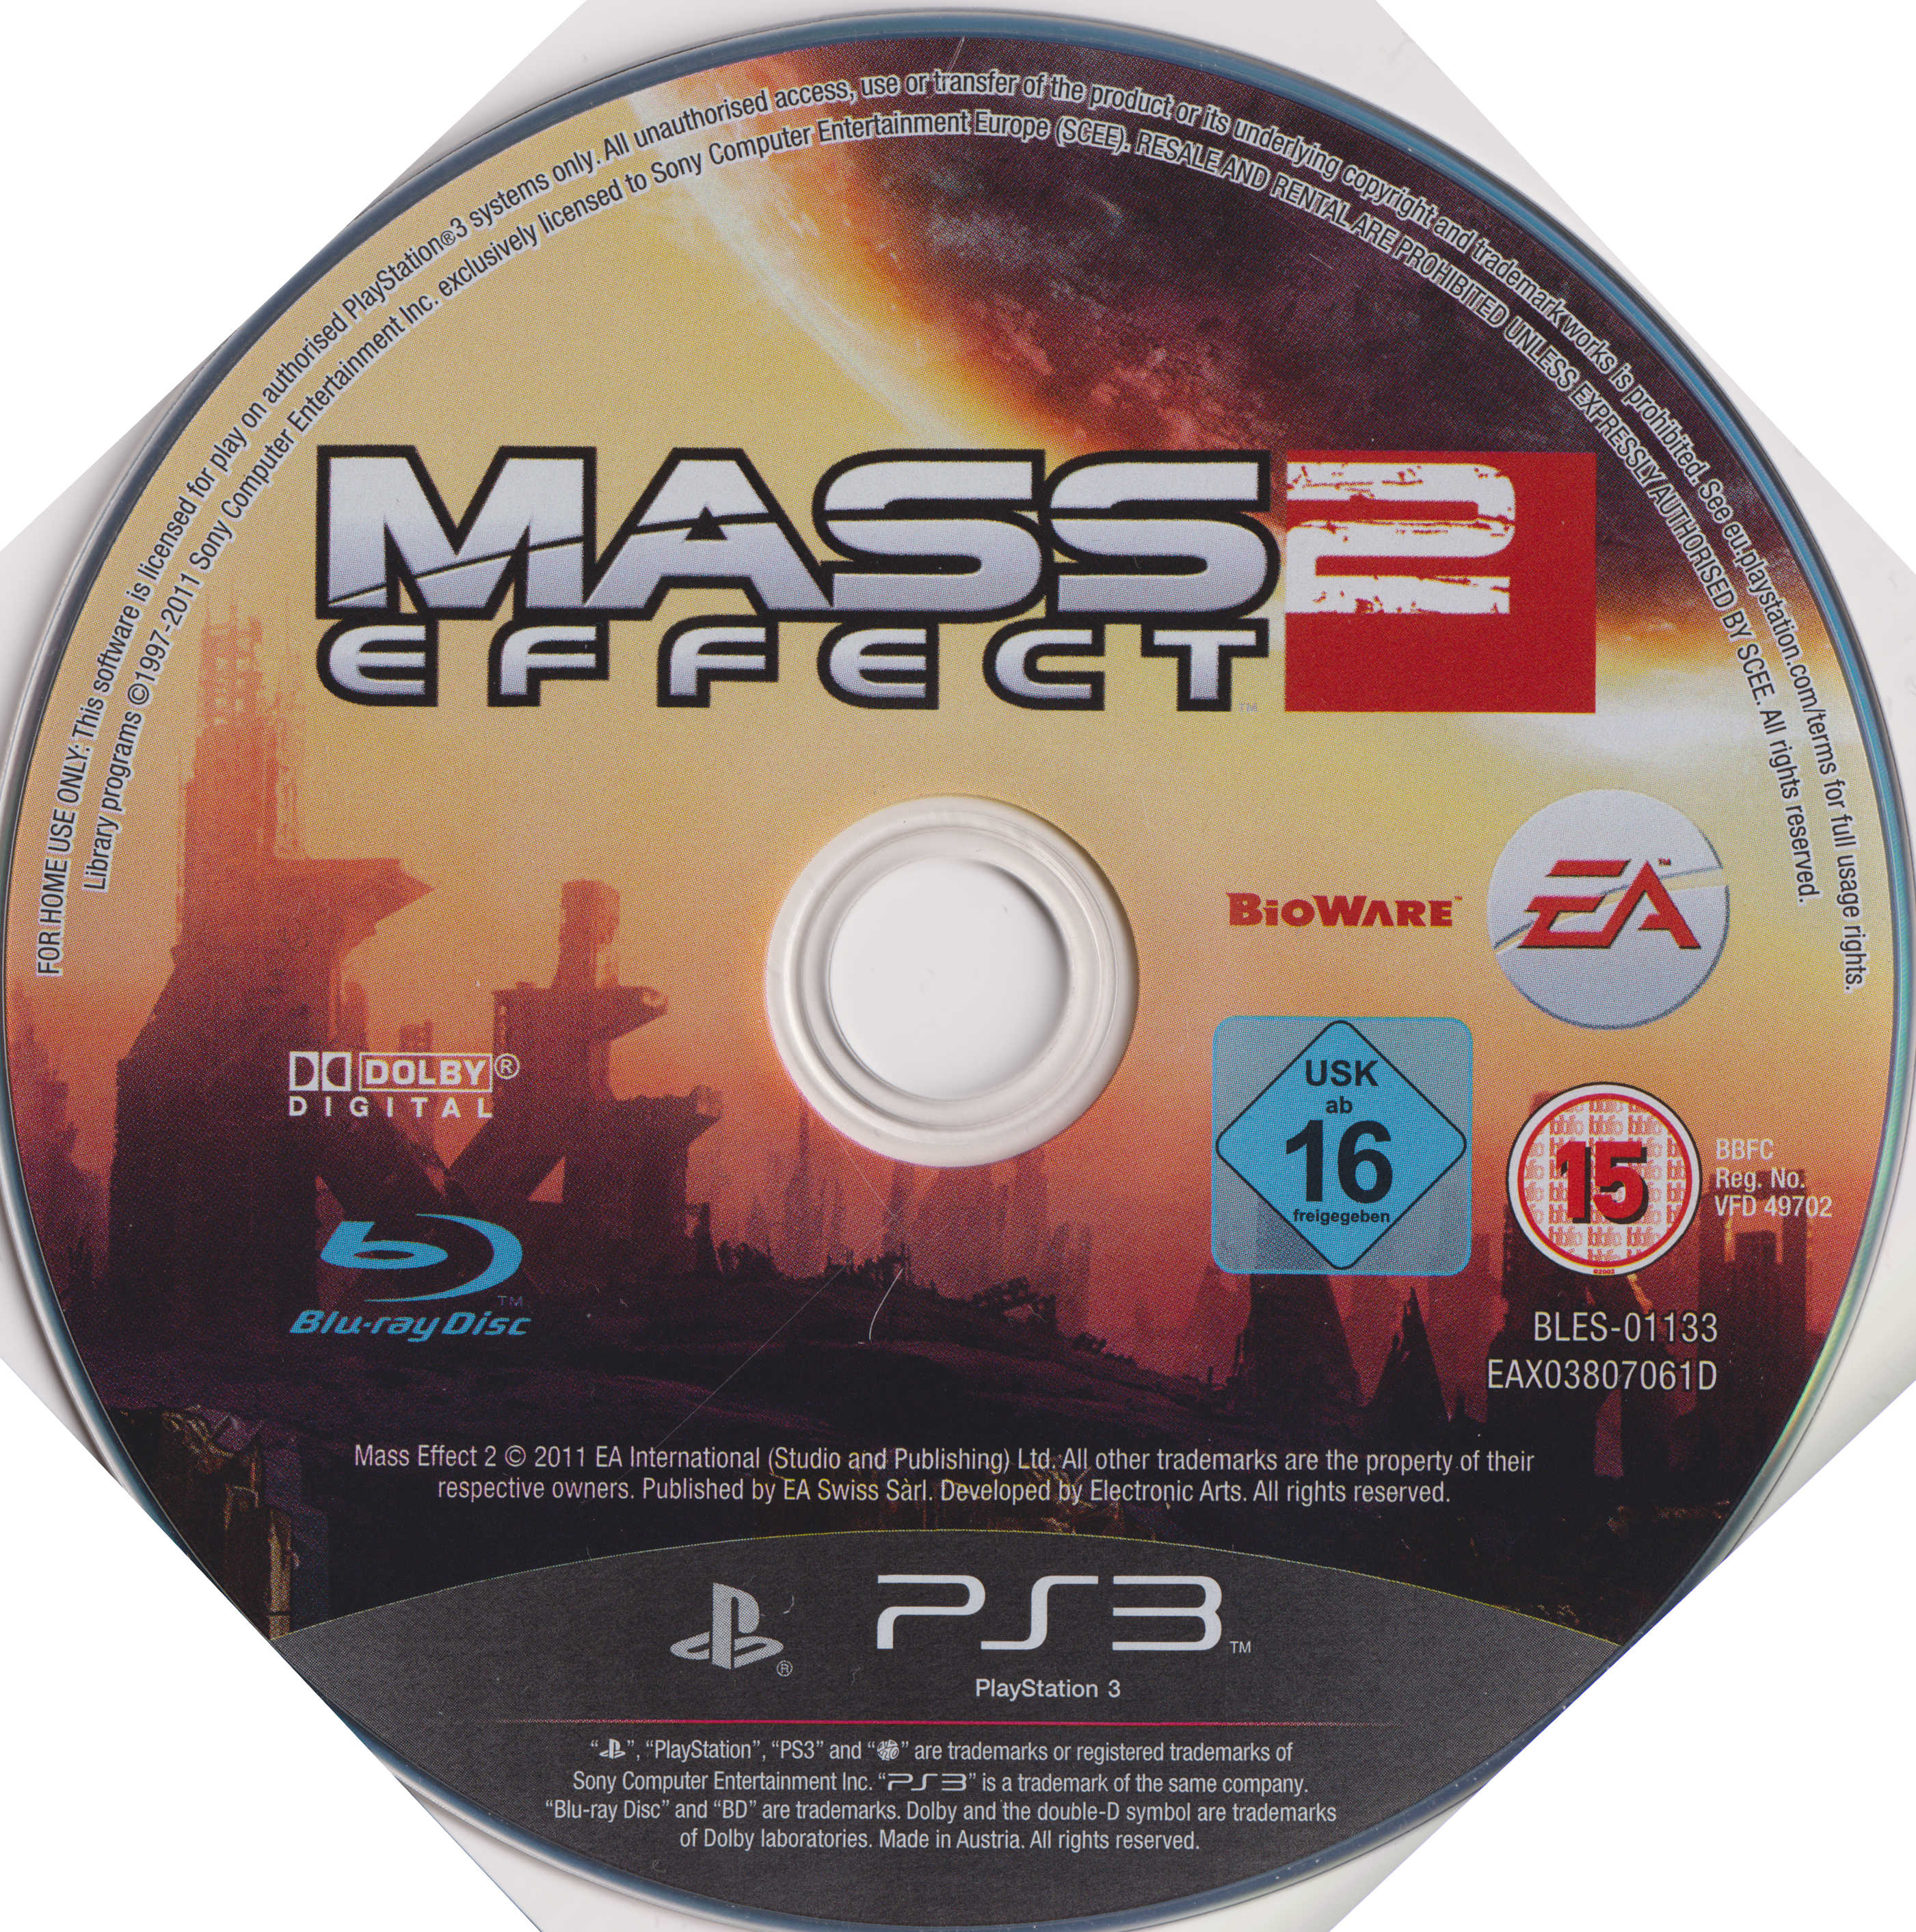 FOR HOME USE ONLY: This software is licensed for play on authorised PlayStation®3 systems only. All unauthorised access, use or transfer of the product or its underlying copyright and trademark works is prohibited. See eu.playstation.com/terms for full usage rights.
Library programs ©1997-2011 Sony Computer Entertainment Inc. exclusively licensed to Sony Computer Entertainment Europe (SCEE). RESALE AND RENTAL ARE PROHIBITED UNLESS EXPRESSLY AUTHORISED BY SCEE. All rights reserved.
MASS 2
EFFECT™
BIOWARE™
EA™
DOLBY®
DIGITAL
USK
ab
16
freigegeben
15
©2002
BBFC
Reg. No.
VFD 49702
Blu-ray Disc™
BLES-01133
EAX03807061D
Mass Effect 2 © 2011 EA International (Studio and Publishing) Ltd. All other trademarks are the property of their
respective owners. Published by EA Swiss Sàrl. Developed by Electronic Arts. All rights reserved.
® PS3™
PlayStation 3
“ ”, “PlayStation”, “PS3” and “ ” are trademarks or registered trademarks of
Sony Computer Entertainment Inc. “PS3” is a trademark of the same company.
“Blu-ray Disc” and “BD” are trademarks. Dolby and the double-D symbol are trademarks
of Dolby laboratories. Made in Austria. All rights reserved.